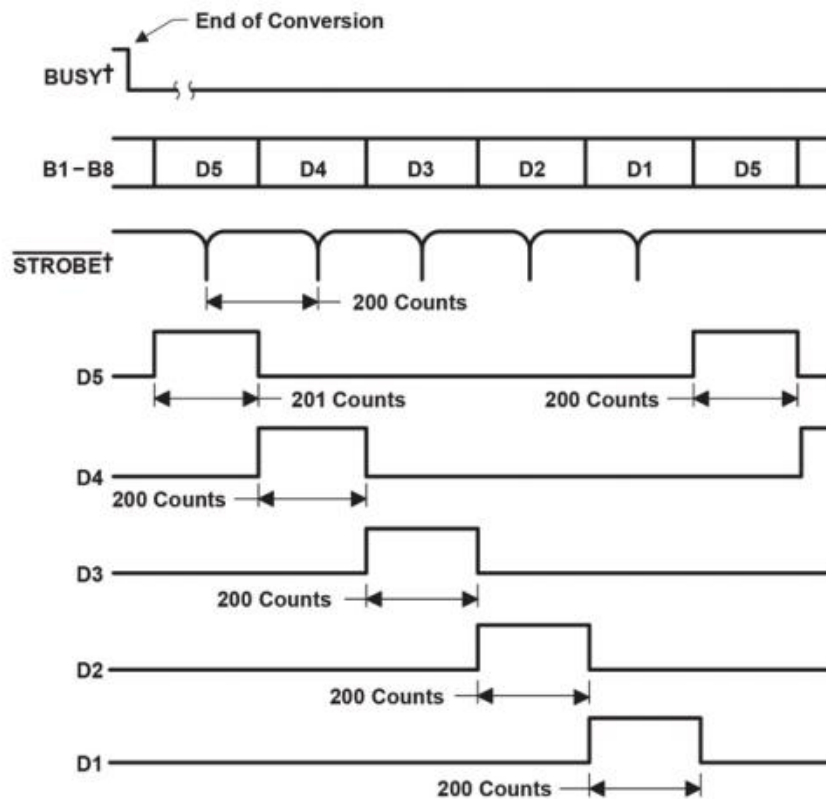 End of Conversion
BUSY†
B1–B8 D5 D4 D3 D2 D1 D5
STROBE†
200 Counts
D5
201 Counts 200 Counts
D4
200 Counts
D3
200 Counts
D2
200 Counts
D1
200 Counts